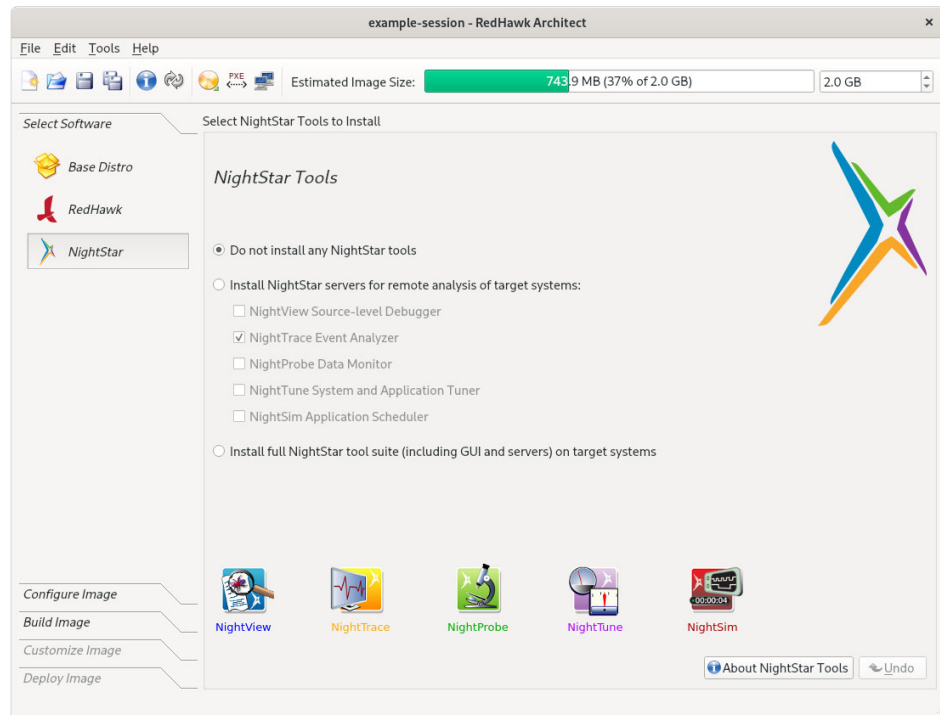 example-session - RedHawk Architect
File Edit Tools Help
PXE Estimated Image Size: 743.9 MB (37% of 2.0 GB) 2.0 GB
Select Software
Select NightStar Tools to Install
Base Distro
RedHawk
NightStar
NightStar Tools
Do not install any NightStar tools
Install NightStar servers for remote analysis of target systems:
NightView Source-level Debugger
NightTrace Event Analyzer
NightProbe Data Monitor
NightTune System and Application Tuner
NightSim Application Scheduler
Install full NightStar tool suite (including GUI and servers) on target systems
-00:00:04
NightView NightTrace NightProbe NightTune NightSim
Configure Image
Build Image
Customize Image
Deploy Image
About NightStar Tools Undo